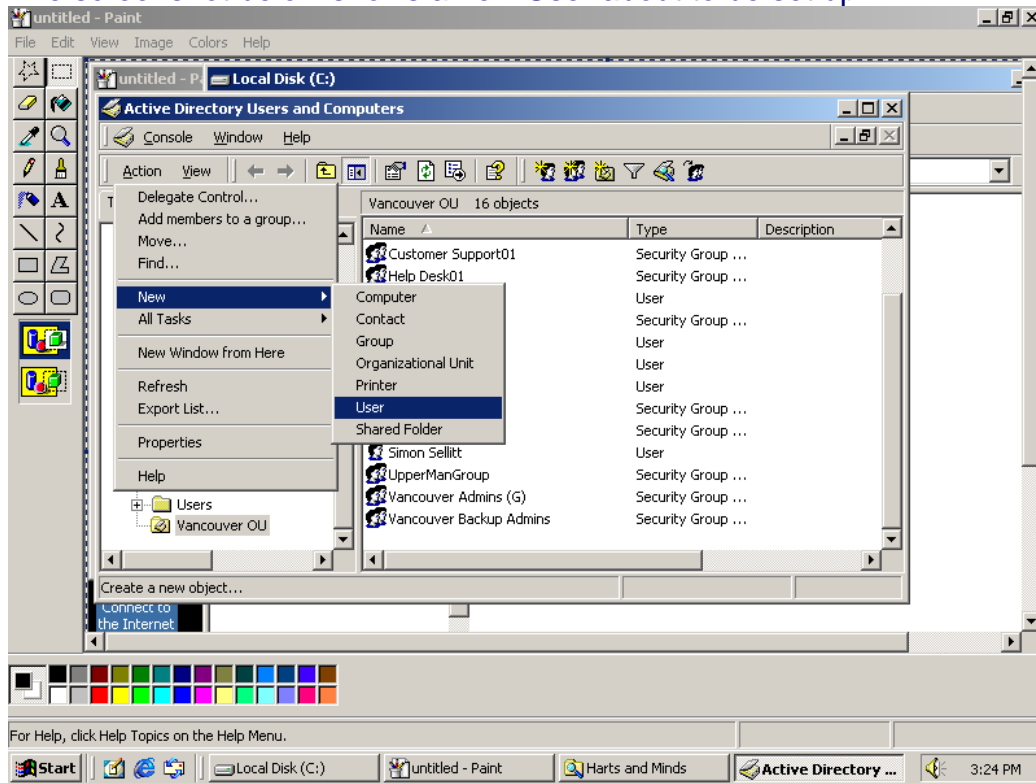 untitled - Paint
File Edit View Image Colors Help
untitled - P
Local Disk (C:)
Active Directory Users and Computers
Console Window Help
Action View
Delegate Control...
Add members to a group...
Move...
Find...
New
All Tasks
New Window from Here
Refresh
Export List...
Properties
Help
Computer
Contact
Group
Organizational Unit
Printer
User
Shared Folder
Vancouver OU 16 objects
Name Type Description
Customer Support01 Security Group ...
Help Desk01 Security Group ...
User
Security Group ...
User
User
User
Security Group ...
Security Group ...
Simon Sellitt User
UpperManGroup Security Group ...
Vancouver Admins (G) Security Group ...
Vancouver Backup Admins Security Group ...
Users
Vancouver OU
Create a new object...
Connect to
the Internet
For Help, click Help Topics on the Help Menu.
Start Local Disk (C:) untitled - Paint Harts and Minds Active Directory ... 3:24 PM